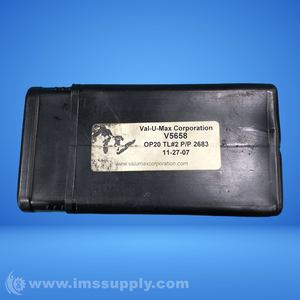 Val-U-Max Corporation
V5658
OP20 TL#2 P/P 2683
11-27-07
www.valumaxcorporation.com
www.imssupply.com